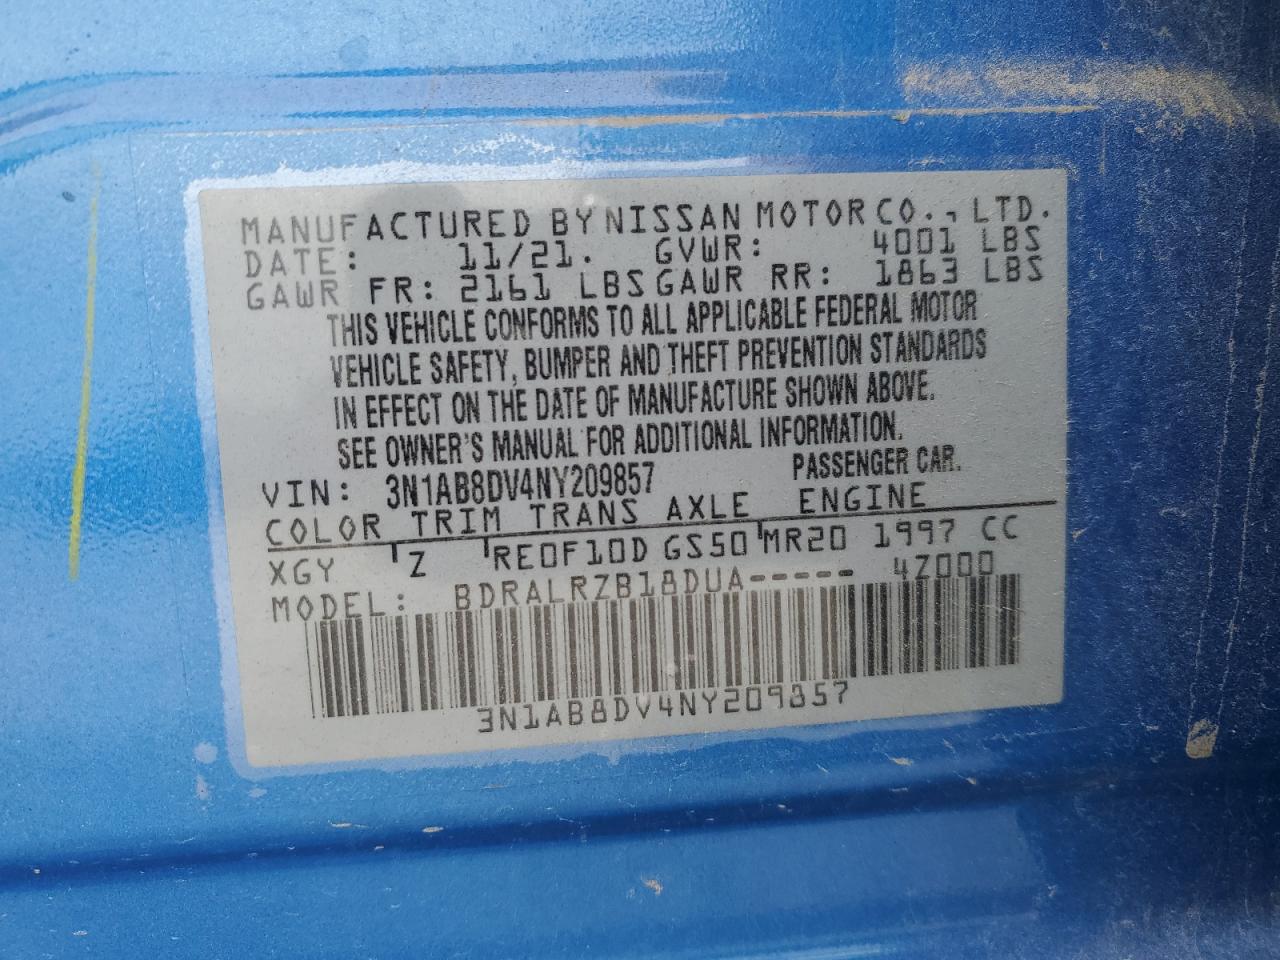 MANUFACTURED BY NISSAN MOTOR CO., LTD.
DATE: 11/21. GVWR: 4001 LBS
GAWR FR: 2161 LBS GAWR RR: 1863 LBS
THIS VEHICLE CONFORMS TO ALL APPLICABLE FEDERAL MOTOR
VEHICLE SAFETY, BUMPER AND THEFT PREVENTION STANDARDS
IN EFFECT ON THE DATE OF MANUFACTURE SHOWN ABOVE.
SEE OWNER'S MANUAL FOR ADDITIONAL INFORMATION.
VIN: 3N1AB8DV4NY209857 PASSENGER CAR.
COLOR TRIM TRANS AXLE ENGINE
XGY Z RE0F10D GS50 MR20 1997 CC
MODEL: BDRALRZB18DUA----- 4Z000
3N1AB8DV4NY209857